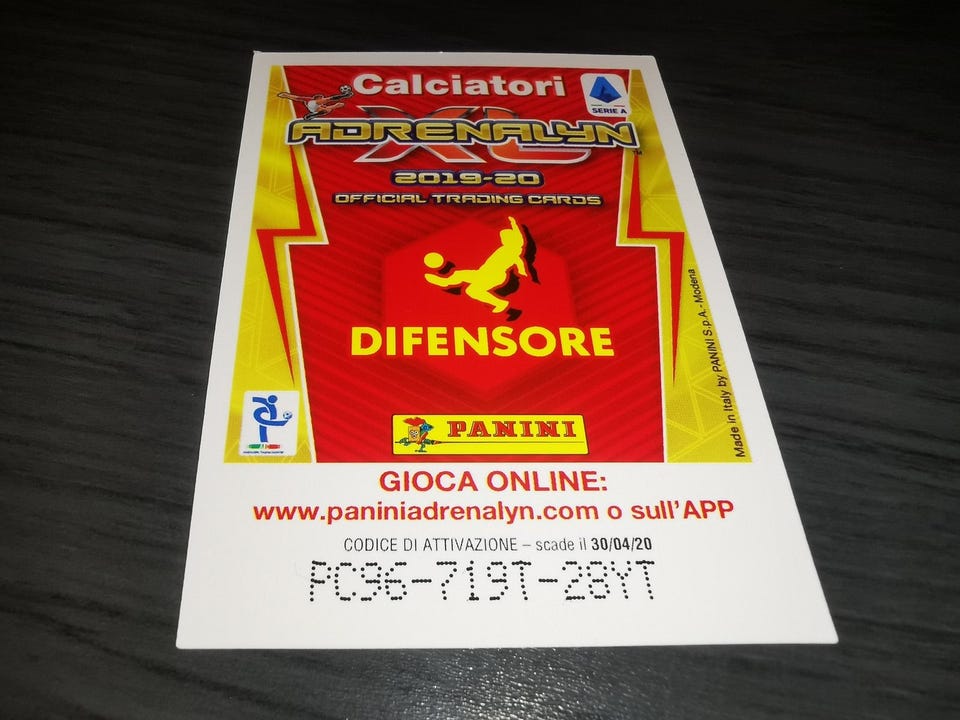 Calciatori
SERIE A
ADRENALYN
XL
TM
2019-20
OFFICIAL TRADING CARDS
DIFENSORE
PANINI
Made in Italy by PANINI S.p.A. - Modena
GIOCA ONLINE:
www.paniniadrenalyn.com o sull'APP
CODICE DI ATTIVAZIONE – scade il 30/04/20
PC96-719T-28YT